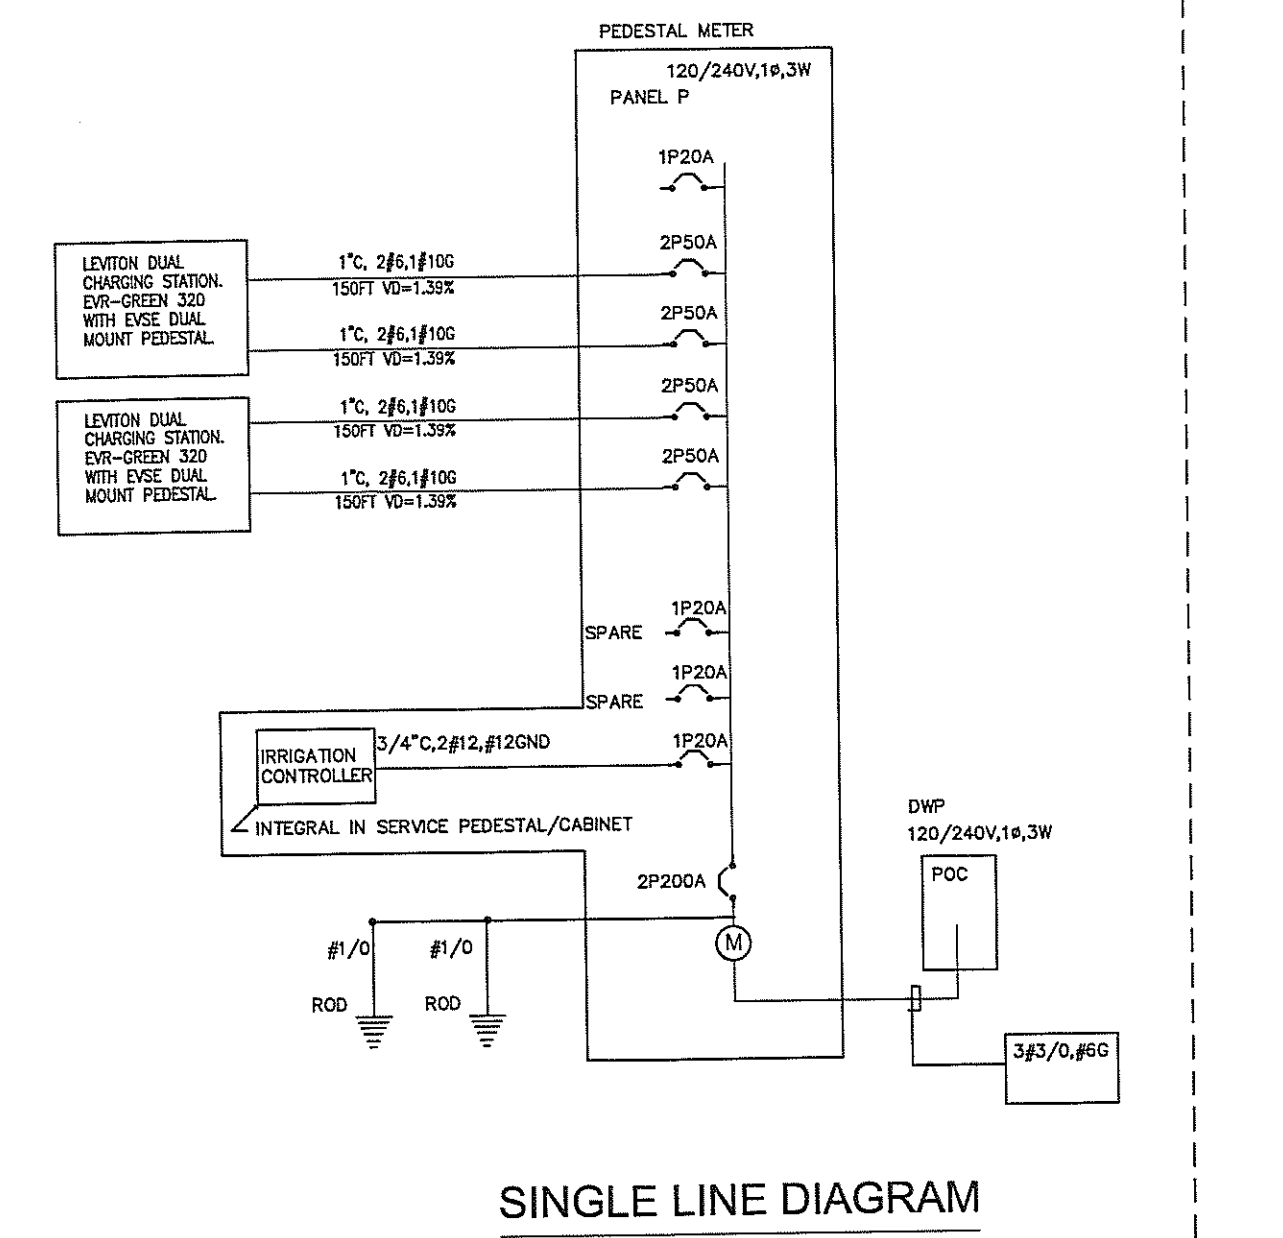 PEDESTAL METER
120/240V,1ø,3W
PANEL P
1P20A
2P50A
LEVITON DUAL
CHARGING STATION.
EVR-GREEN 320
WITH EVSE DUAL
MOUNT PEDESTAL.
1"C, 2#6,1#10G
150FT VD=1.39%
2P50A
1"C, 2#6,1#10G
150FT VD=1.39%
2P50A
LEVITON DUAL
CHARGING STATION.
EVR-GREEN 320
WITH EVSE DUAL
MOUNT PEDESTAL.
1"C, 2#6,1#10G
150FT VD=1.39%
2P50A
1"C, 2#6,1#10G
150FT VD=1.39%
1P20A
SPARE
1P20A
SPARE
1P20A
3/4"C,2#12,#12GND
IRRIGATION
CONTROLLER
INTEGRAL IN SERVICE PEDESTAL/CABINET
DWP
120/240V,1ø,3W
POC
2P200A
M
#1/0
#1/0
ROD
ROD
3#3/0,#6G
SINGLE LINE DIAGRAM